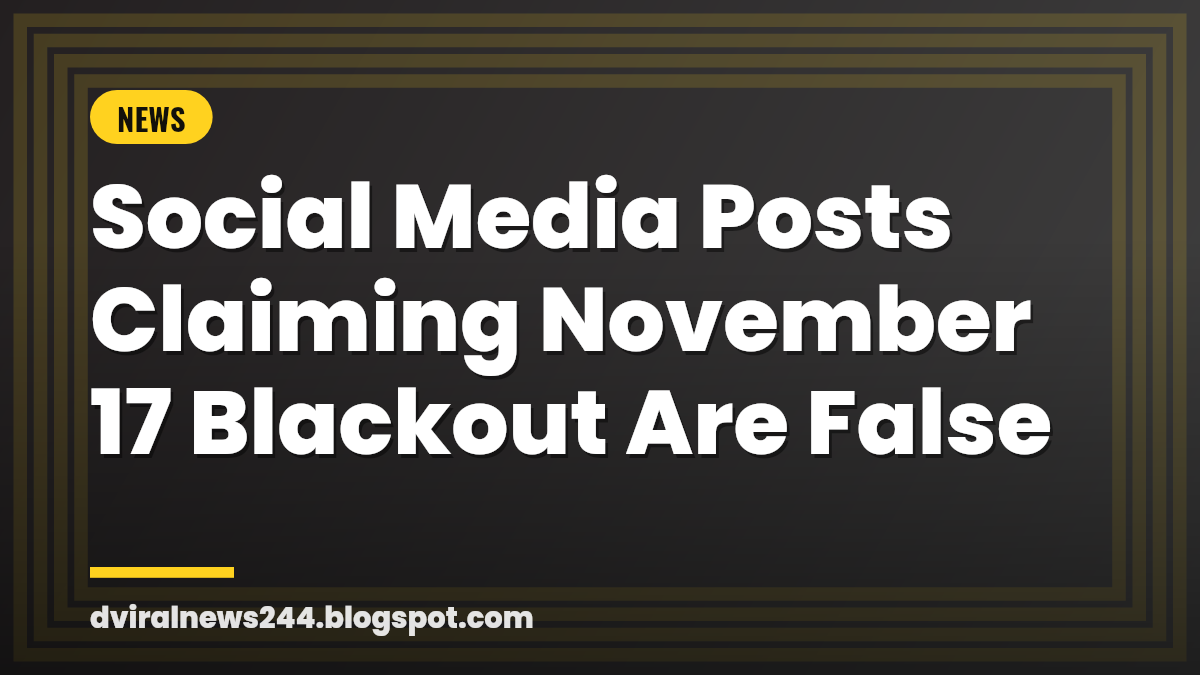 NEWS
Social Media Posts
Claiming November
17 Blackout Are False
dviralnews244.blogspot.com